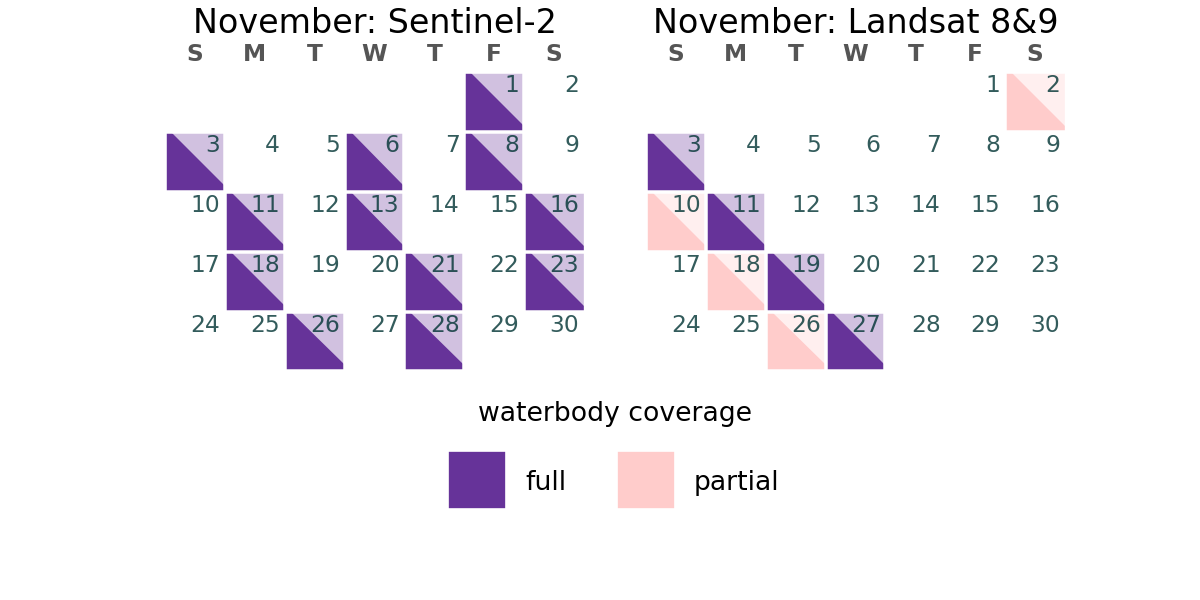 November: Sentinel-2
S M T W T F S
1 2
3 4 5 6 7 8 9
10 11 12 13 14 15 16
17 18 19 20 21 22 23
24 25 26 27 28 29 30
November: Landsat 8&9
S M T W T F S
1 2
3 4 5 6 7 8 9
10 11 12 13 14 15 16
17 18 19 20 21 22 23
24 25 26 27 28 29 30
waterbody coverage
full partial